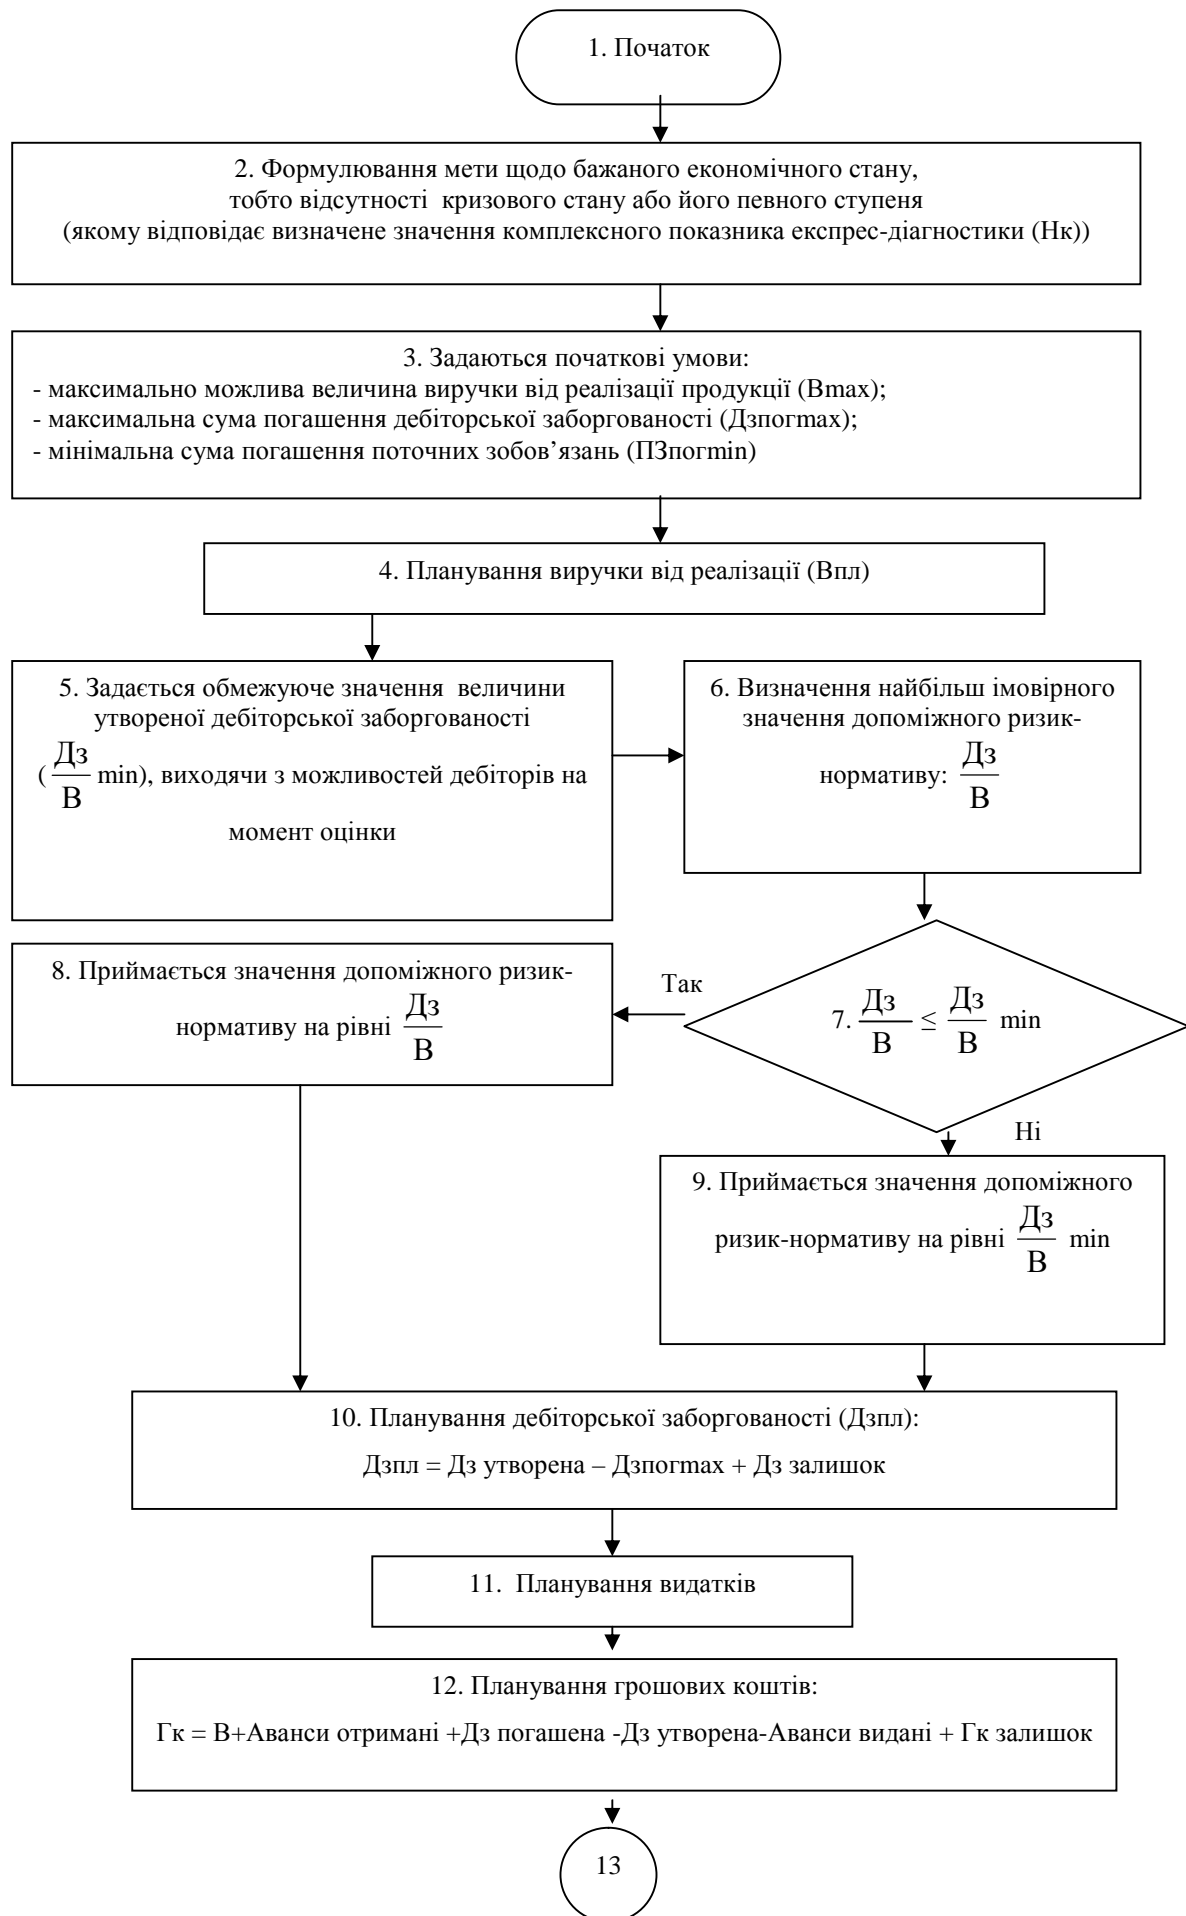 1. Початок
2. Формулювання мети щодо бажаного економічного стану,
тобто відсутності кризового стану або його певного ступеня
(якому відповідає визначене значення комплексного показника експрес-діагностики (Нк))
3. Задаються початкові умови:
- максимально можлива величина виручки від реалізації продукції (Вmax);
- максимальна сума погашення дебіторської заборгованості (Дзпогmax);
- мінімальна сума погашення поточних зобов’язань (ПЗпогmin)
4. Планування виручки від реалізації (Впл)
5. Задається обмежуюче значення величини
утвореної дебіторської заборгованості
(Дз/В min), виходячи з можливостей дебіторів на
момент оцінки
6. Визначення найбільш імовірного
значення допоміжного ризик-
нормативу: Дз/В
7. Дз/В ≤ Дз/В min
Так
8. Приймається значення допоміжного ризик-
нормативу на рівні Дз/В
Ні
9. Приймається значення допоміжного
ризик-нормативу на рівні Дз/В min
10. Планування дебіторської заборгованості (Дзпл):
Дзпл = Дз утворена – Дзпогmax + Дз залишок
11. Планування видатків
12. Планування грошових коштів:
Гк = В+Аванси отримані +Дз погашена -Дз утворена-Аванси видані + Гк залишок
13